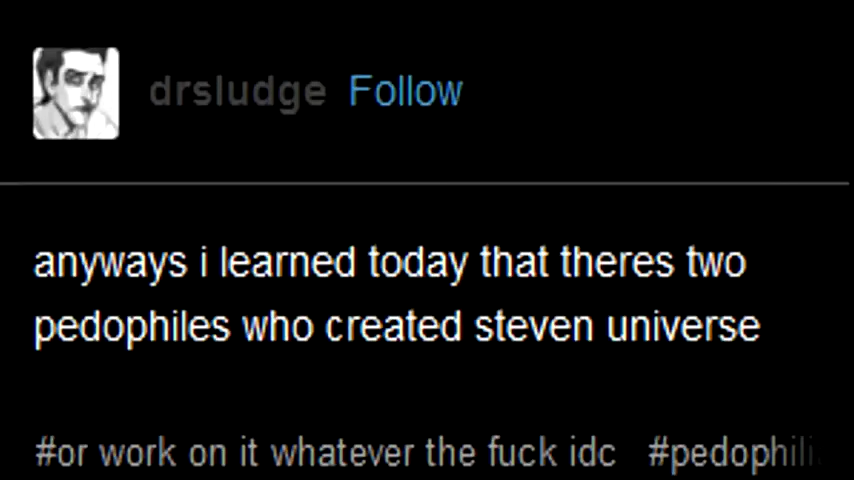 drsludge Follow
anyways i learned today that theres two
pedophiles who created steven universe
#or work on it whatever the fuck idc #pedophili